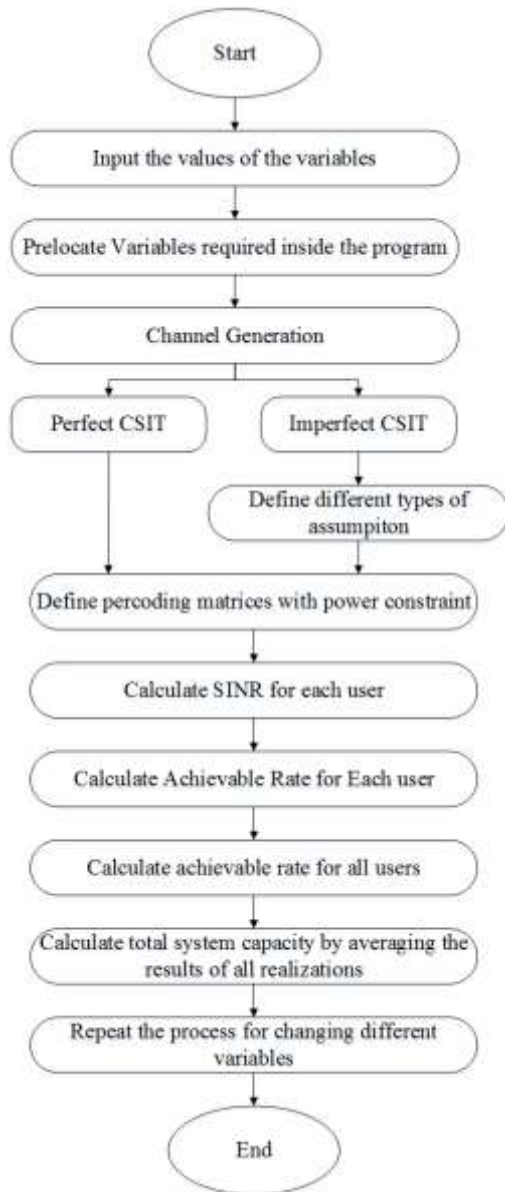 Start
Input the values of the variables
Prelocate Variables required inside the program
Channel Generation
Perfect CSIT
Imperfect CSIT
Define different types of
assumpiton
Define percoding matrices with power constraint
Calculate SINR for each user
Calculate Achievable Rate for Each user
Calculate achievable rate for all users
Calculate total system capacity by averaging the
results of all realizations
Repeat the process for changing different
variables
End